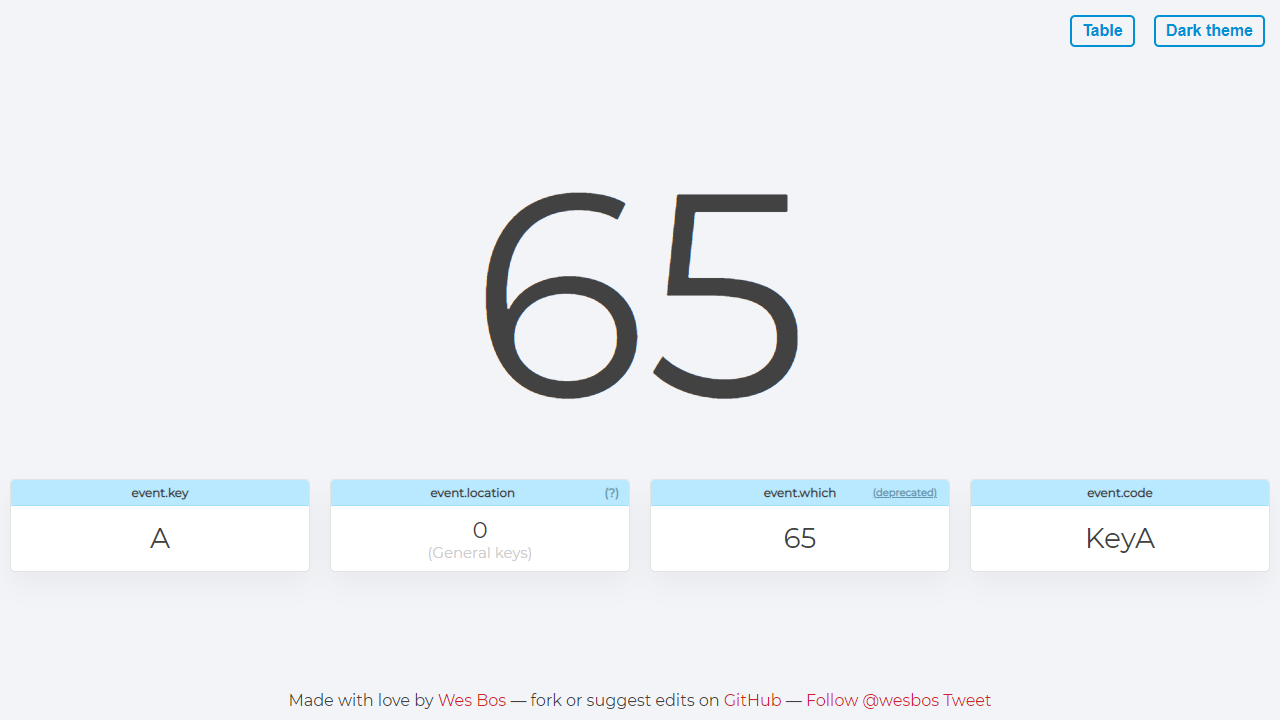 Table
Dark theme
65
event.key
A
event.location (?)
0
(General keys)
event.which (deprecated)
65
event.code
KeyA
Made with love by Wes Bos — fork or suggest edits on GitHub — Follow @wesbos Tweet